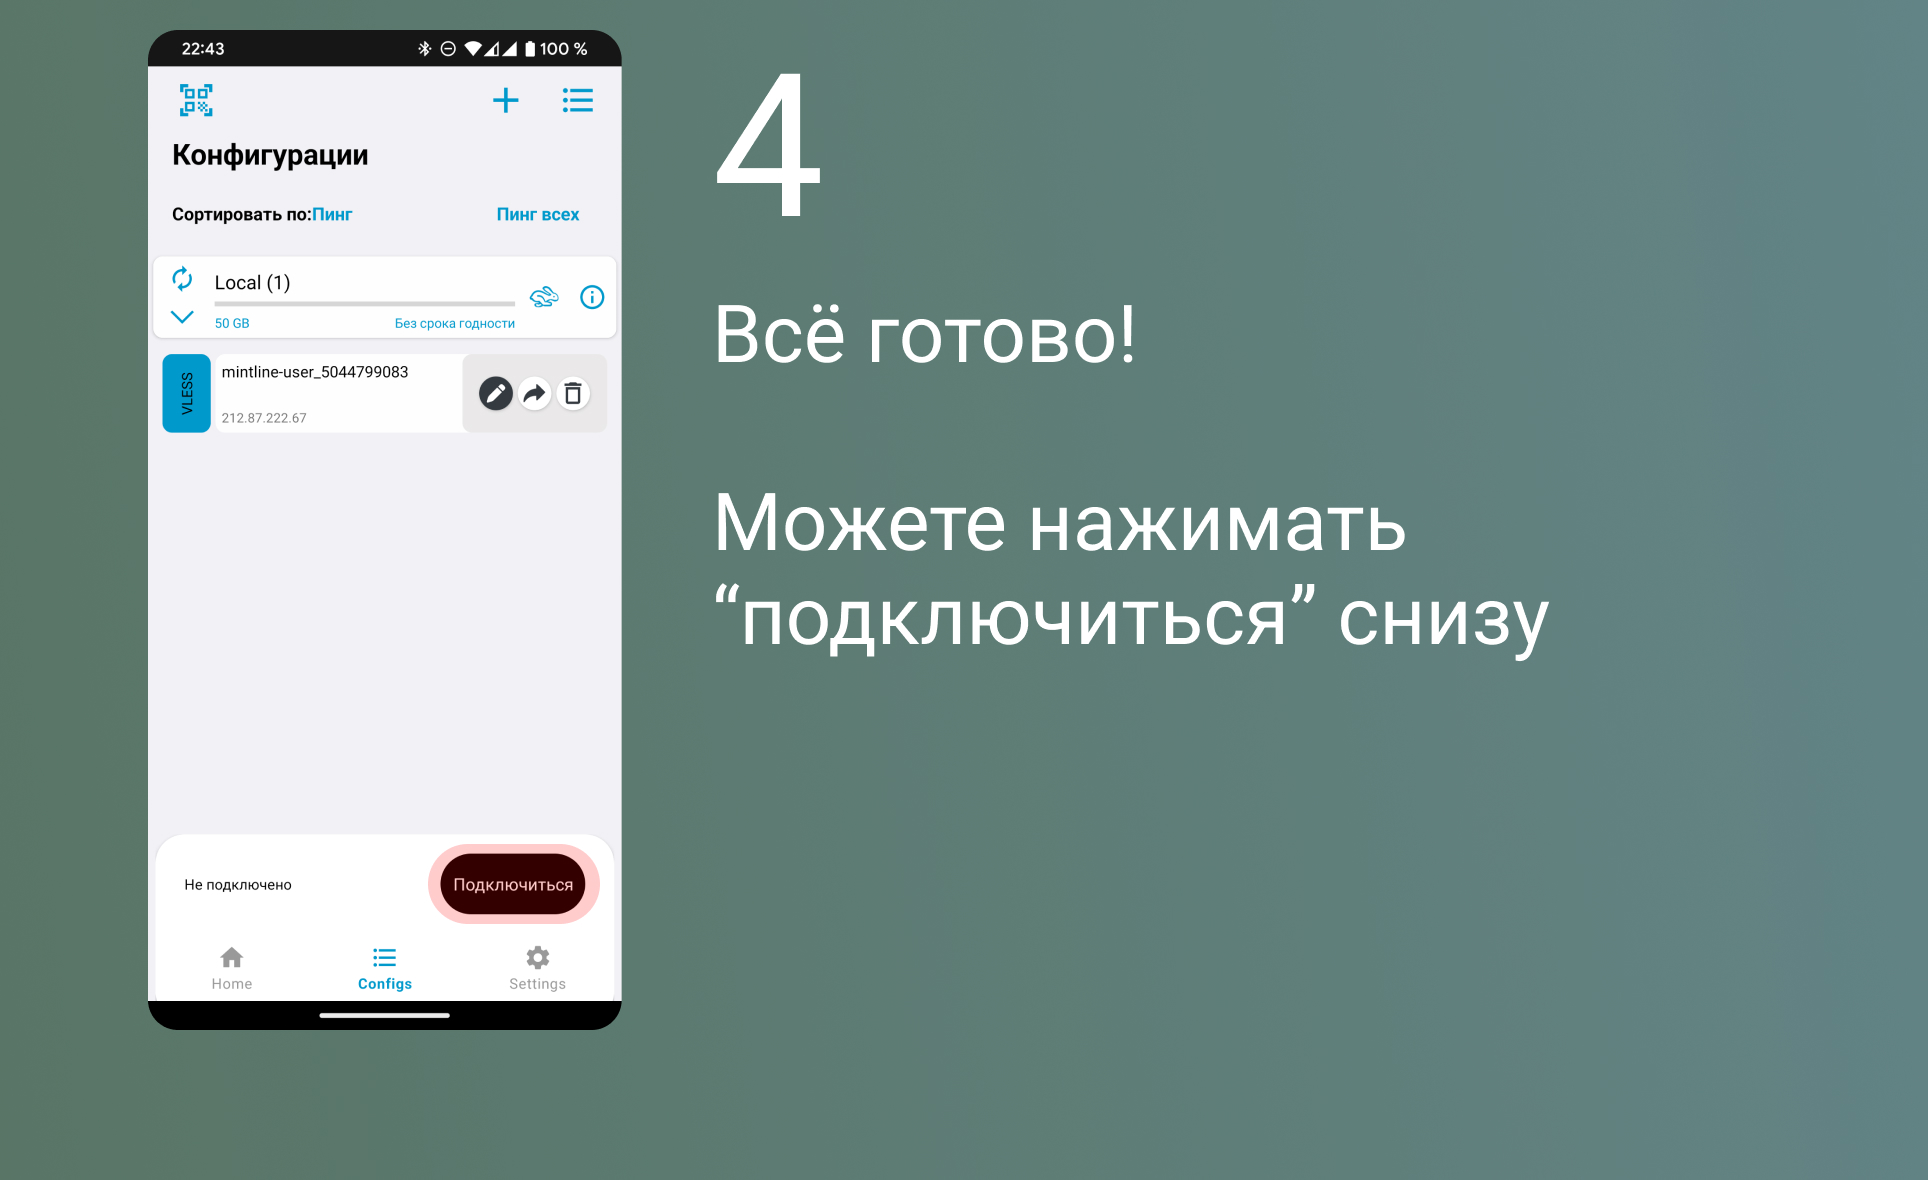 22:43
100 %
Конфигурации
Сортировать по:Пинг
Пинг всех
Local (1)
50 GB
Без срока годности
VLESS
mintline-user_5044799083
212.87.222.67
Не подключено
Подключиться
Home
Configs
Settings
4
Всё готово!
Можете нажимать
“подключиться” снизу